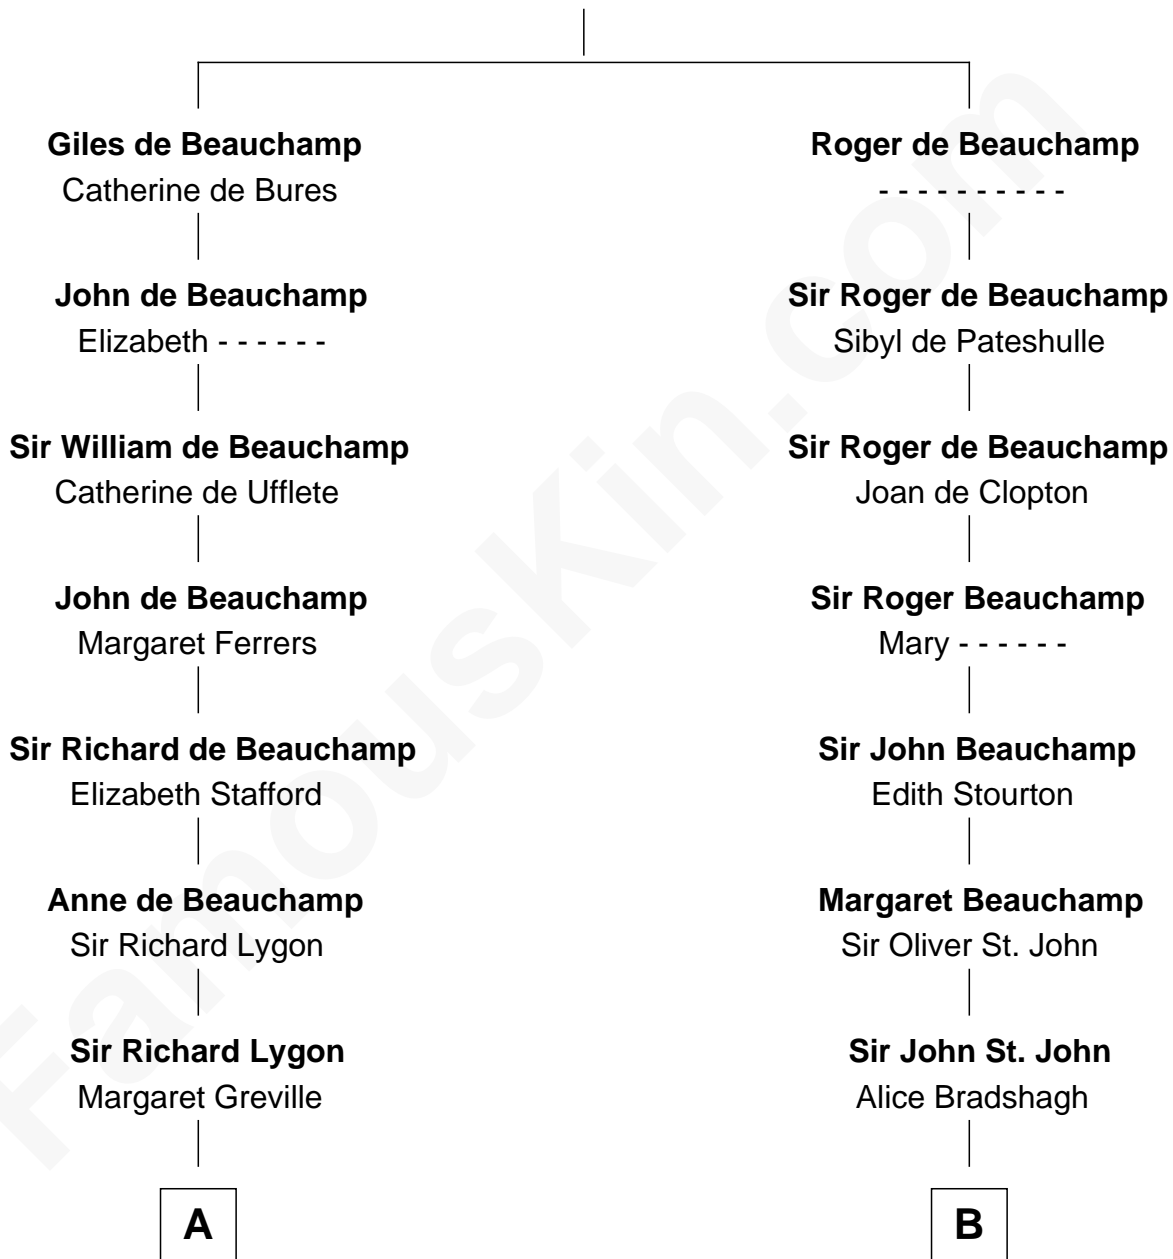 Giles de Beauchamp
Catherine de Bures
John de Beauchamp
Elizabeth - - - - - -
Sir William de Beauchamp
Catherine de Ufflete
John de Beauchamp
Margaret Ferrers
Sir Richard de Beauchamp
Elizabeth Stafford
Anne de Beauchamp
Sir Richard Lygon
Sir Richard Lygon
Margaret Greville
A
Roger de Beauchamp
- - - - - - - - - -
Sir Roger de Beauchamp
Sibyl de Pateshulle
Sir Roger de Beauchamp
Joan de Clopton
Sir Roger Beauchamp
Mary - - - - - -
Sir John Beauchamp
Edith Stourton
Margaret Beauchamp
Sir Oliver St. John
Sir John St. John
Alice Bradshagh
B
FamousKin.com